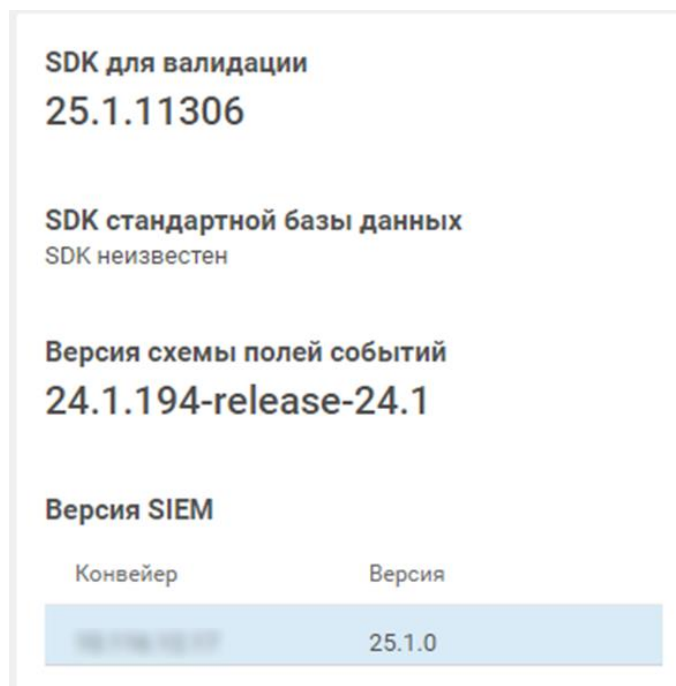 SDK для валидации
25.1.11306
SDK стандартной базы данных
SDK неизвестен
Версия схемы полей событий
24.1.194-release-24.1
Версия SIEM
Конвейер Версия
25.1.0